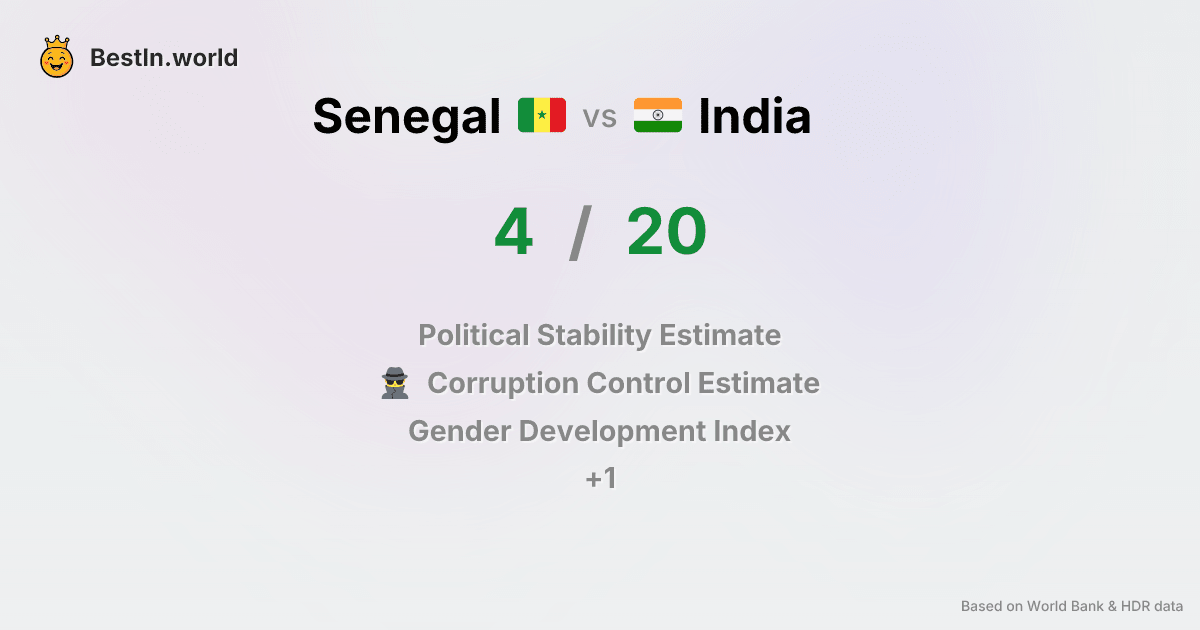 BestIn.world
Senegal vs India
4 / 20
Political Stability Estimate
Corruption Control Estimate
Gender Development Index
+1
Based on World Bank & HDR data